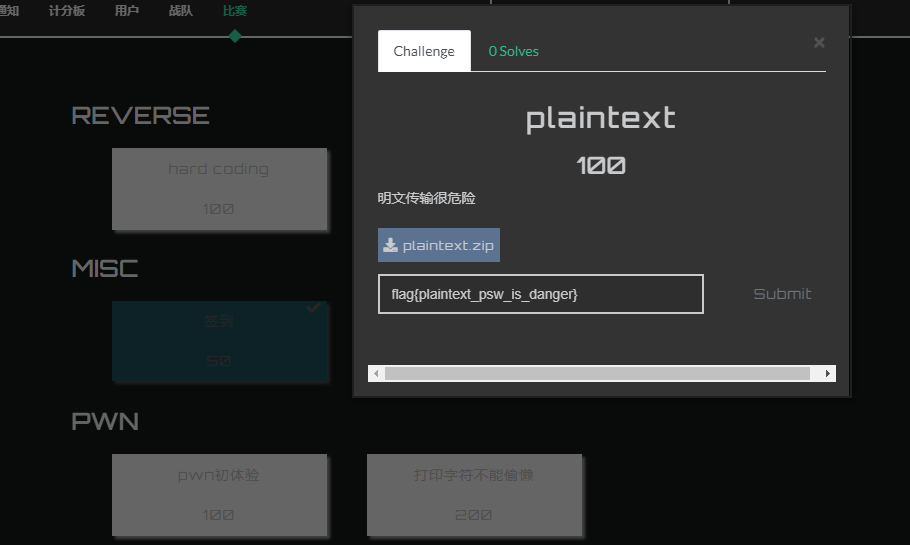 通知 计分板 用户 战队 比赛
REVERSE
hard coding
100
MISC
签到
50
PWN
pwn初体验
100
打印字符不能偷懒
200
Challenge
0 Solves
×
plaintext
100
明文传输很危险
plaintext.zip
flag{plaintext_psw_is_danger}
Submit